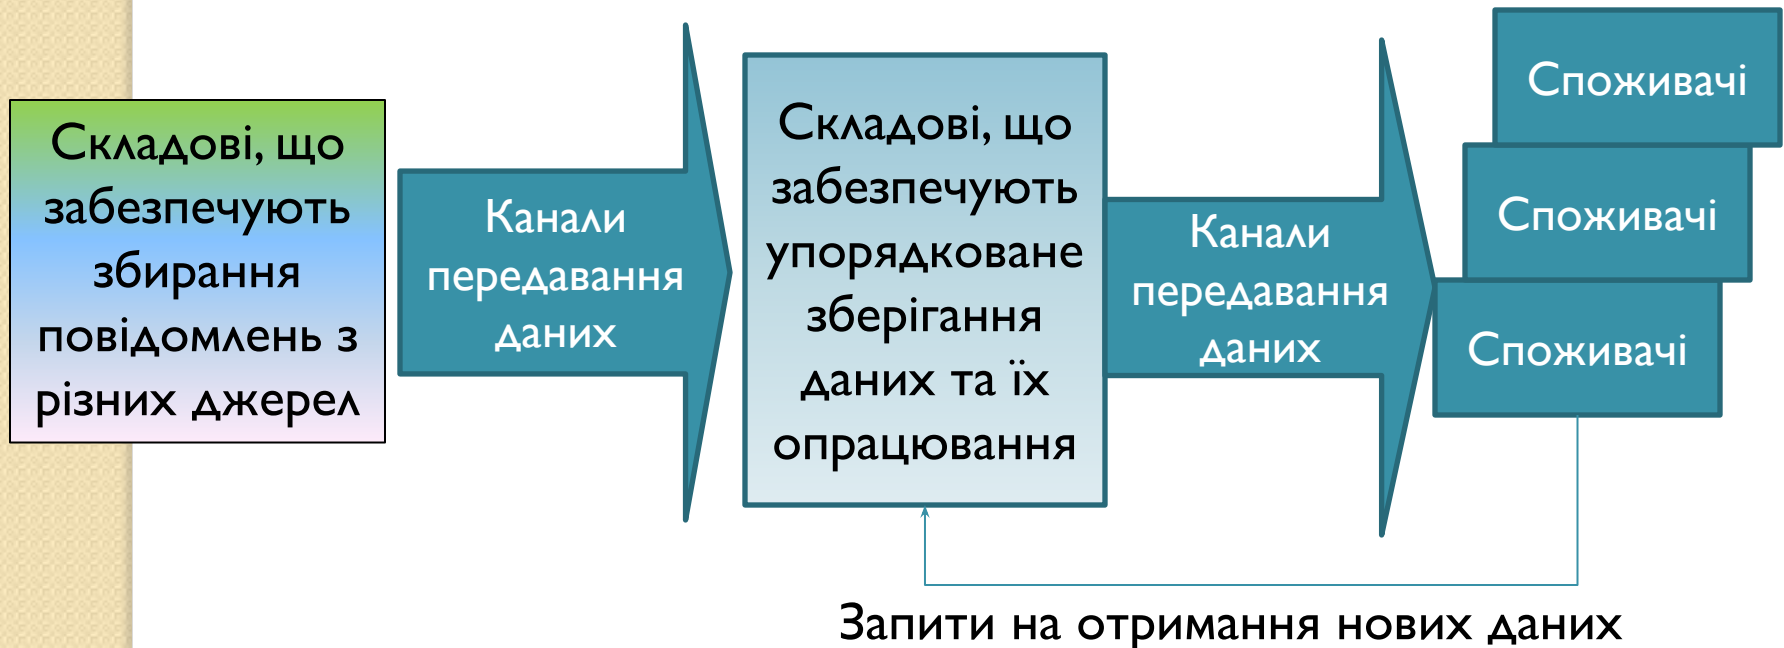 Складові, що
забезпечують
збирання
повідомлень з
різних джерел
Канали
передавання
даних
Складові, що
забезпечують
упорядковане
зберігання
даних та їх
опрацювання
Канали
передавання
даних
Споживачі
Споживачі
Споживачі
Запити на отримання нових даних